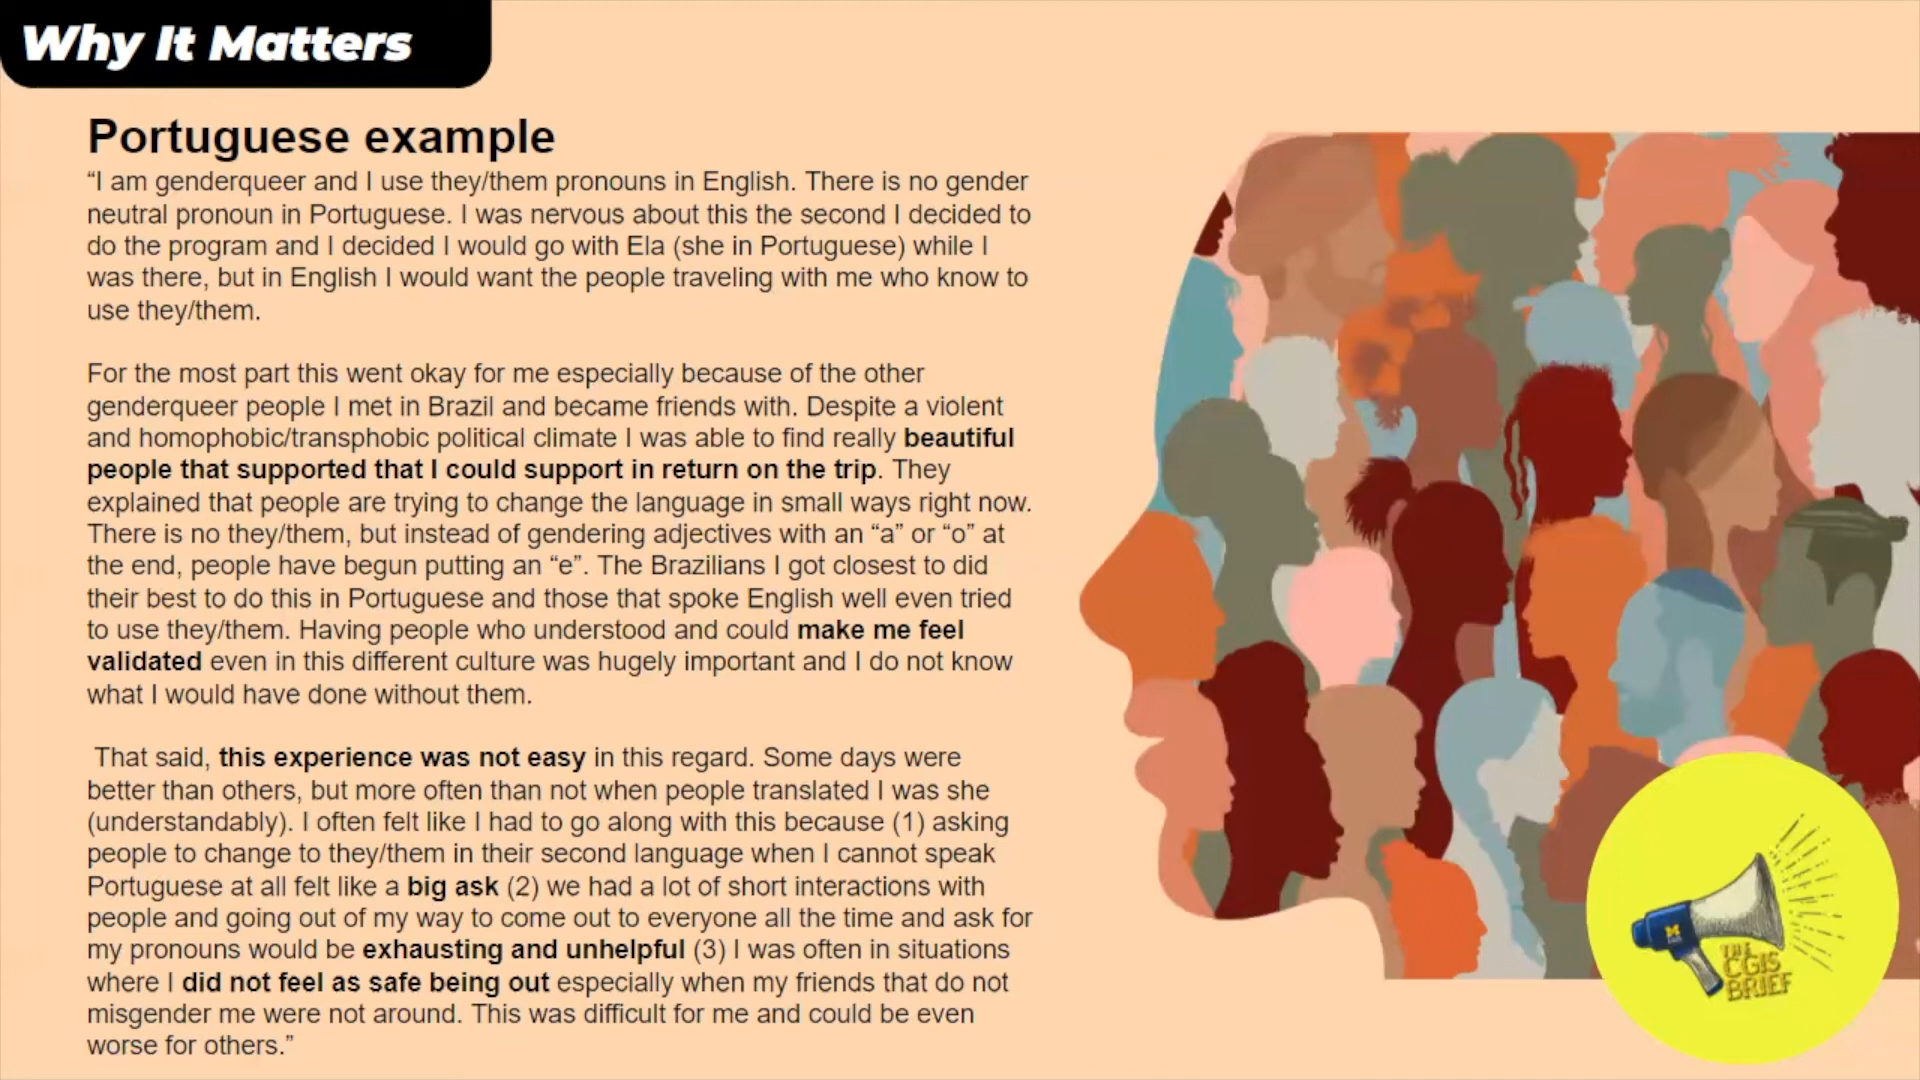 Why It Matters
Portuguese example
“I am genderqueer and I use they/them pronouns in English. There is no gender
neutral pronoun in Portuguese. I was nervous about this the second I decided to
do the program and I decided I would go with Ela (she in Portuguese) while I
was there, but in English I would want the people traveling with me who know to
use they/them.
For the most part this went okay for me especially because of the other
genderqueer people I met in Brazil and became friends with. Despite a violent
and homophobic/transphobic political climate I was able to find really beautiful
people that supported that I could support in return on the trip. They
explained that people are trying to change the language in small ways right now.
There is no they/them, but instead of gendering adjectives with an “a” or “o” at
the end, people have begun putting an “e”. The Brazilians I got closest to did
their best to do this in Portuguese and those that spoke English well even tried
to use they/them. Having people who understood and could make me feel
validated even in this different culture was hugely important and I do not know
what I would have done without them.
That said, this experience was not easy in this regard. Some days were
better than others, but more often than not when people translated I was she
(understandably). I often felt like I had to go along with this because (1) asking
people to change to they/them in their second language when I cannot speak
Portuguese at all felt like a big ask (2) we had a lot of short interactions with
people and going out of my way to come out to everyone all the time and ask for
my pronouns would be exhausting and unhelpful (3) I was often in situations
where I did not feel as safe being out especially when my friends that do not
misgender me were not around. This was difficult for me and could be even
worse for others.”
M
THE
CGIS
BRIEF